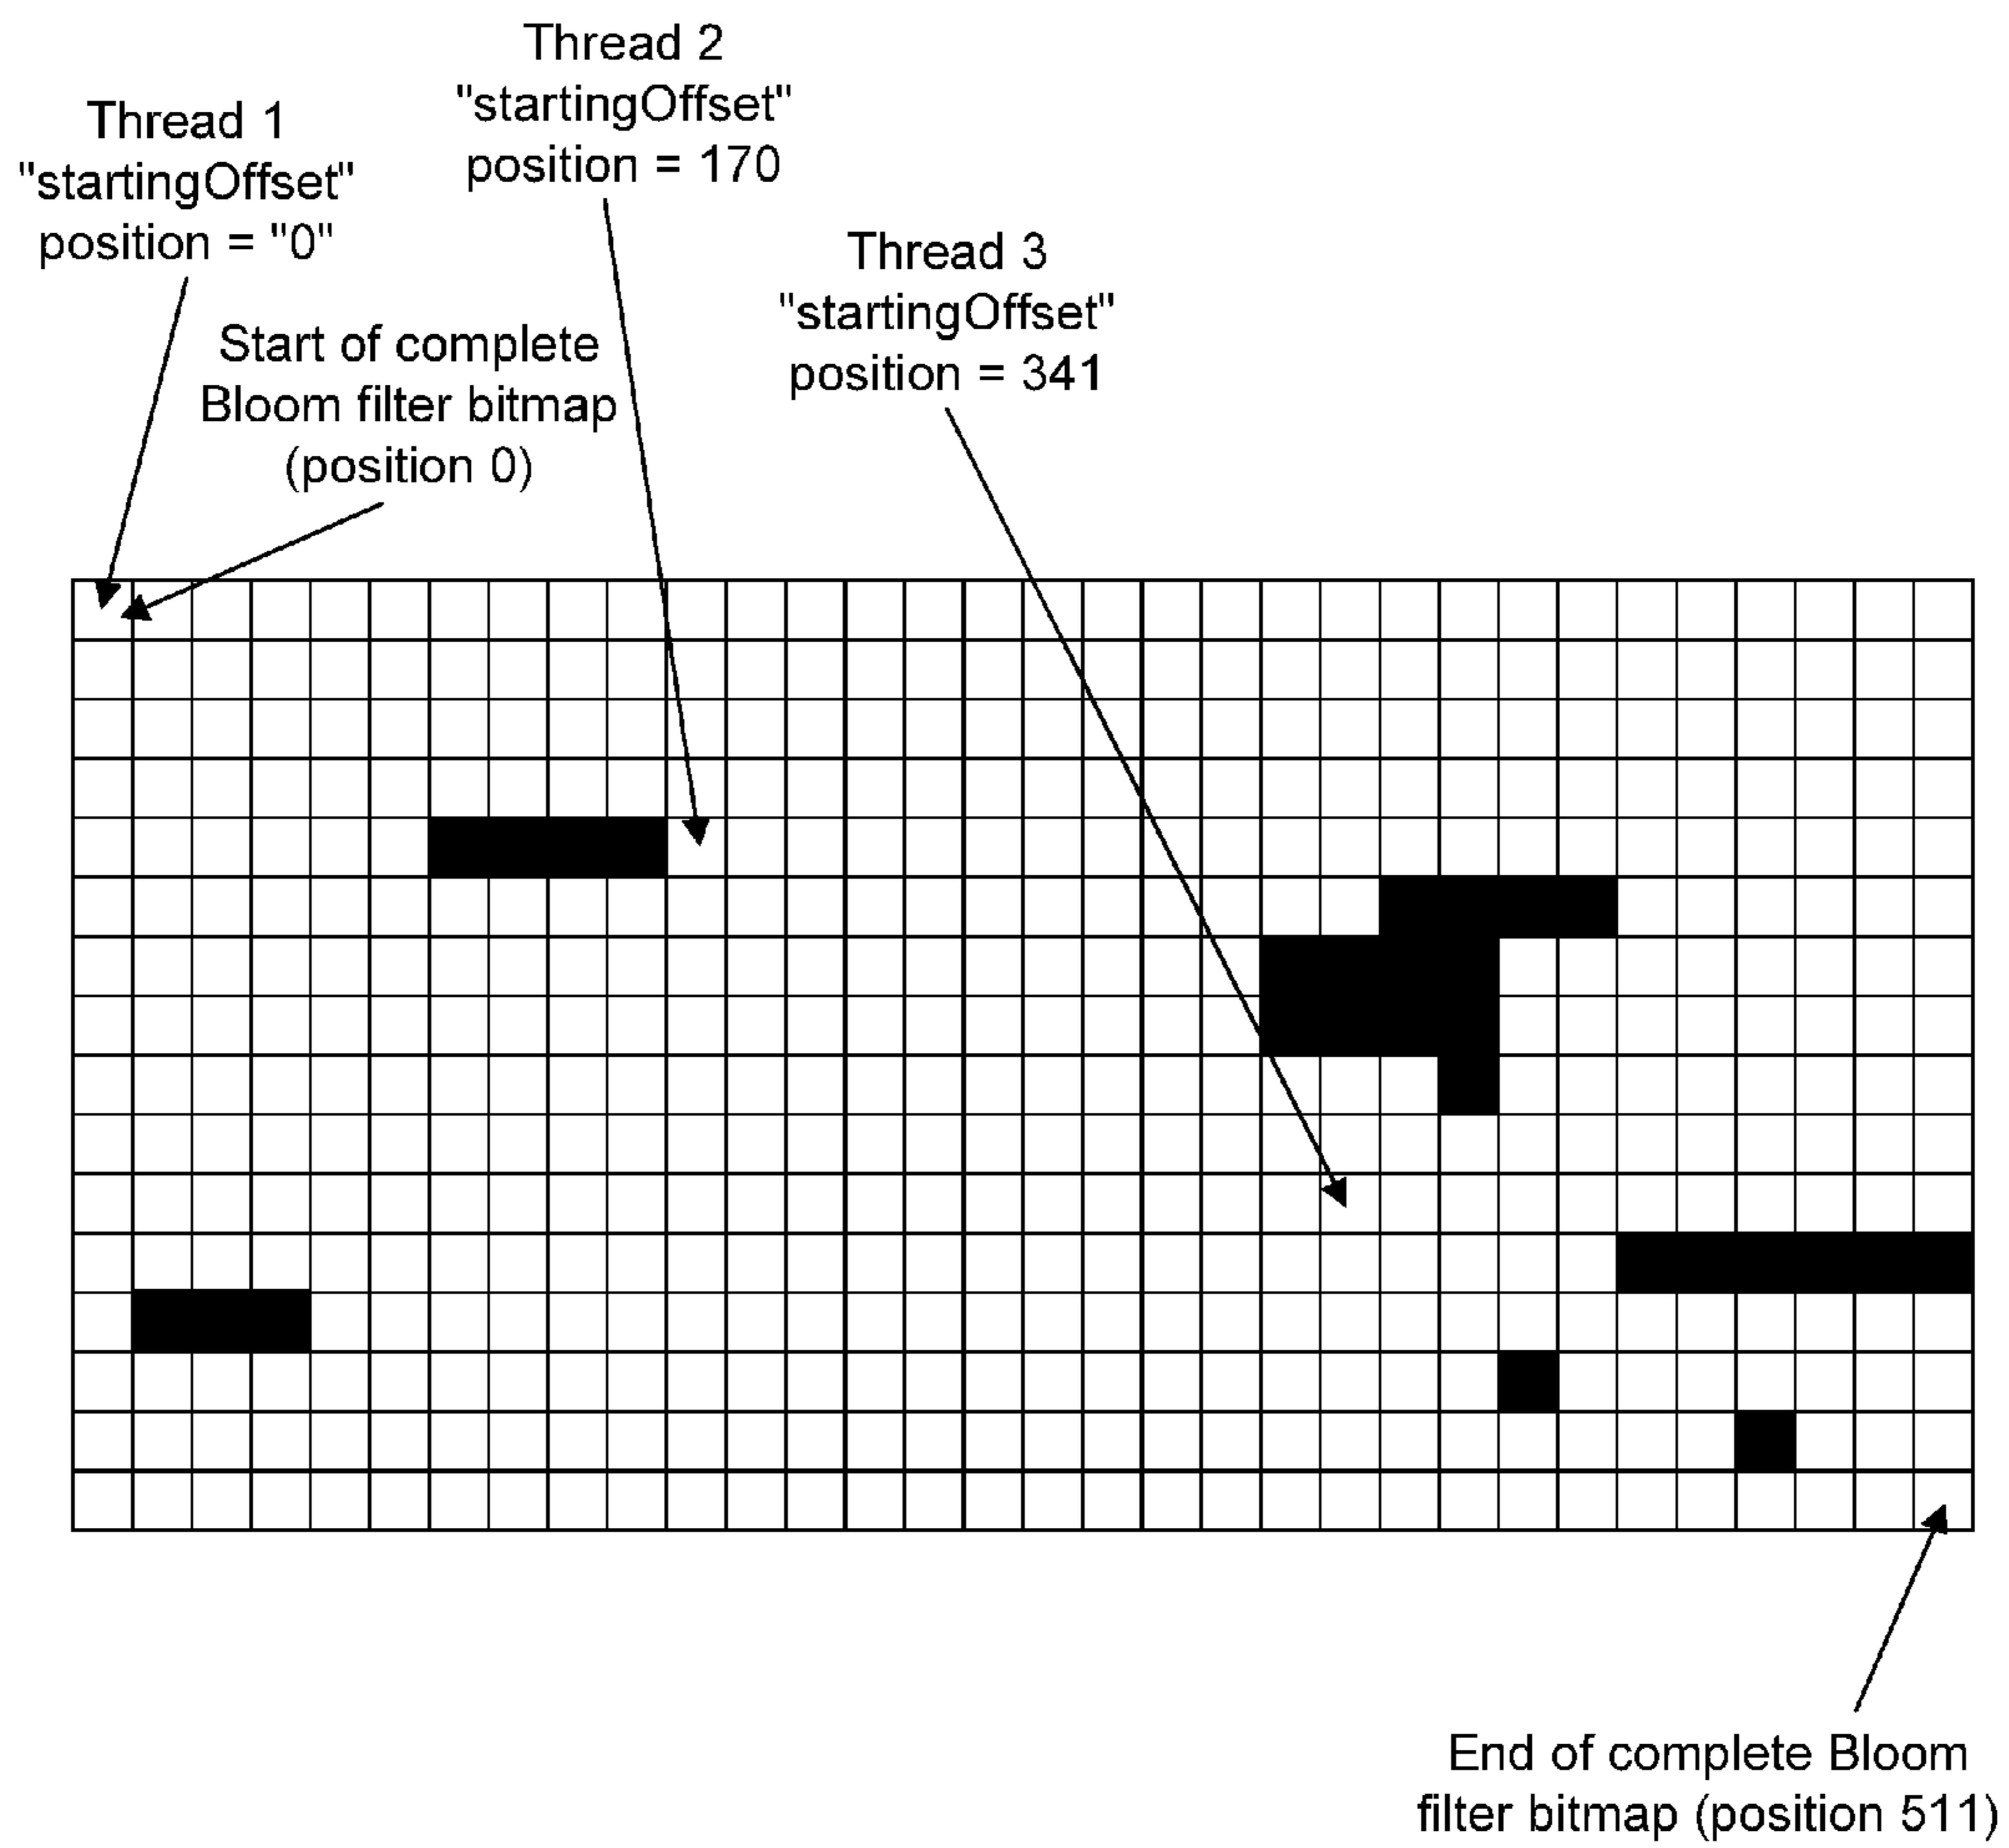 Thread 1
"startingOffset"
position = "0"
Thread 2
"startingOffset"
position = 170
Thread 3
"startingOffset"
position = 341
Start of complete
Bloom filter bitmap
(position 0)
End of complete Bloom
filter bitmap (position 511)